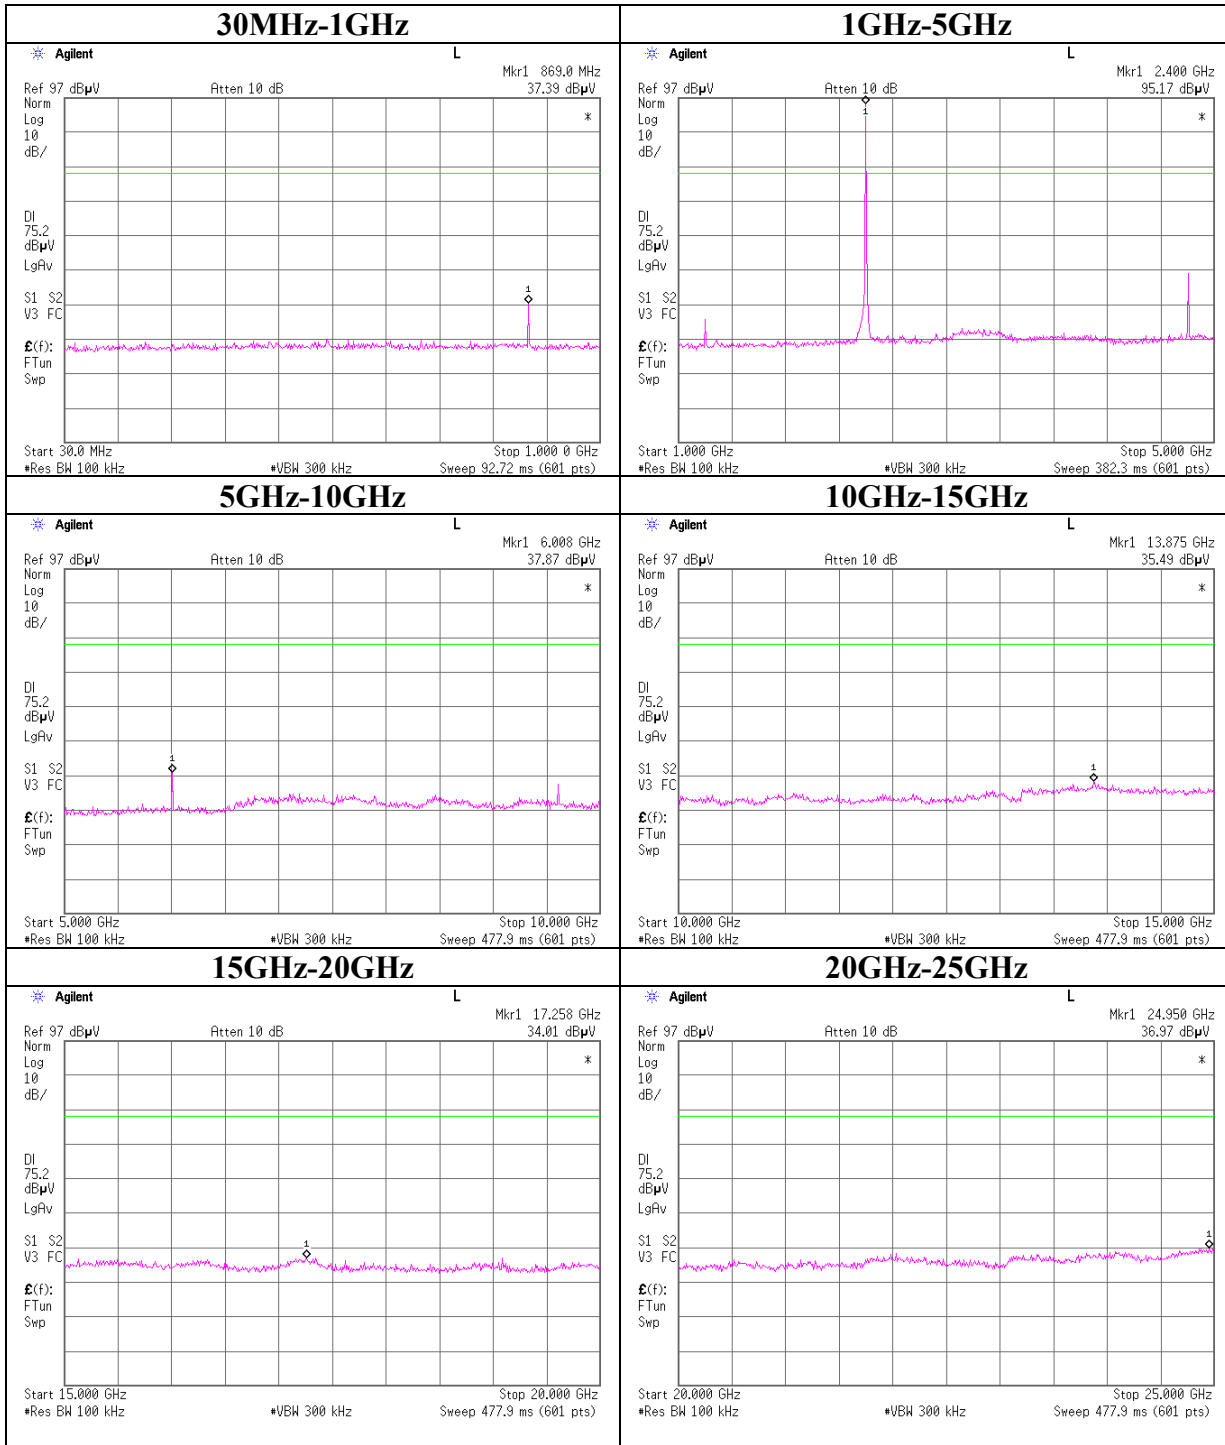 30MHz-1GHz
Agilent
L
Mkr1 869.0 MHz
Ref 97 dBµV Atten 10 dB 37.39 dBµV
Norm
Log
10
dB/
*
DI
75.2
dBµV
LgAv
1
S1 S2
V3 FC
£(f):
FTun
Swp
Start 30.0 MHz Stop 1.000 0 GHz
#Res BW 100 kHz #VBW 300 kHz Sweep 92.72 ms (601 pts)
1GHz-5GHz
Agilent
L
Mkr1 2.400 GHz
Ref 97 dBµV Atten 10 dB 95.17 dBµV
Norm
Log
10
dB/
1
*
DI
75.2
dBµV
LgAv
S1 S2
V3 FC
£(f):
FTun
Swp
Start 1.000 GHz Stop 5.000 GHz
#Res BW 100 kHz #VBW 300 kHz Sweep 382.3 ms (601 pts)
5GHz-10GHz
Agilent
L
Mkr1 6.008 GHz
Ref 97 dBµV Atten 10 dB 37.87 dBµV
Norm
Log
10
dB/
*
DI
75.2
dBµV
LgAv
1
S1 S2
V3 FC
£(f):
FTun
Swp
Start 5.000 GHz Stop 10.000 GHz
#Res BW 100 kHz #VBW 300 kHz Sweep 477.9 ms (601 pts)
10GHz-15GHz
Agilent
L
Mkr1 13.875 GHz
Ref 97 dBµV Atten 10 dB 35.49 dBµV
Norm
Log
10
dB/
*
DI
75.2
dBµV
LgAv
1
S1 S2
V3 FC
£(f):
FTun
Swp
Start 10.000 GHz Stop 15.000 GHz
#Res BW 100 kHz #VBW 300 kHz Sweep 477.9 ms (601 pts)
15GHz-20GHz
Agilent
L
Mkr1 17.258 GHz
Ref 97 dBµV Atten 10 dB 34.01 dBµV
Norm
Log
10
dB/
*
DI
75.2
dBµV
LgAv
1
S1 S2
V3 FC
£(f):
FTun
Swp
Start 15.000 GHz Stop 20.000 GHz
#Res BW 100 kHz #VBW 300 kHz Sweep 477.9 ms (601 pts)
20GHz-25GHz
Agilent
L
Mkr1 24.950 GHz
Ref 97 dBµV Atten 10 dB 36.97 dBµV
Norm
Log
10
dB/
*
DI
75.2
dBµV
LgAv
1
S1 S2
V3 FC
£(f):
FTun
Swp
Start 20.000 GHz Stop 25.000 GHz
#Res BW 100 kHz #VBW 300 kHz Sweep 477.9 ms (601 pts)